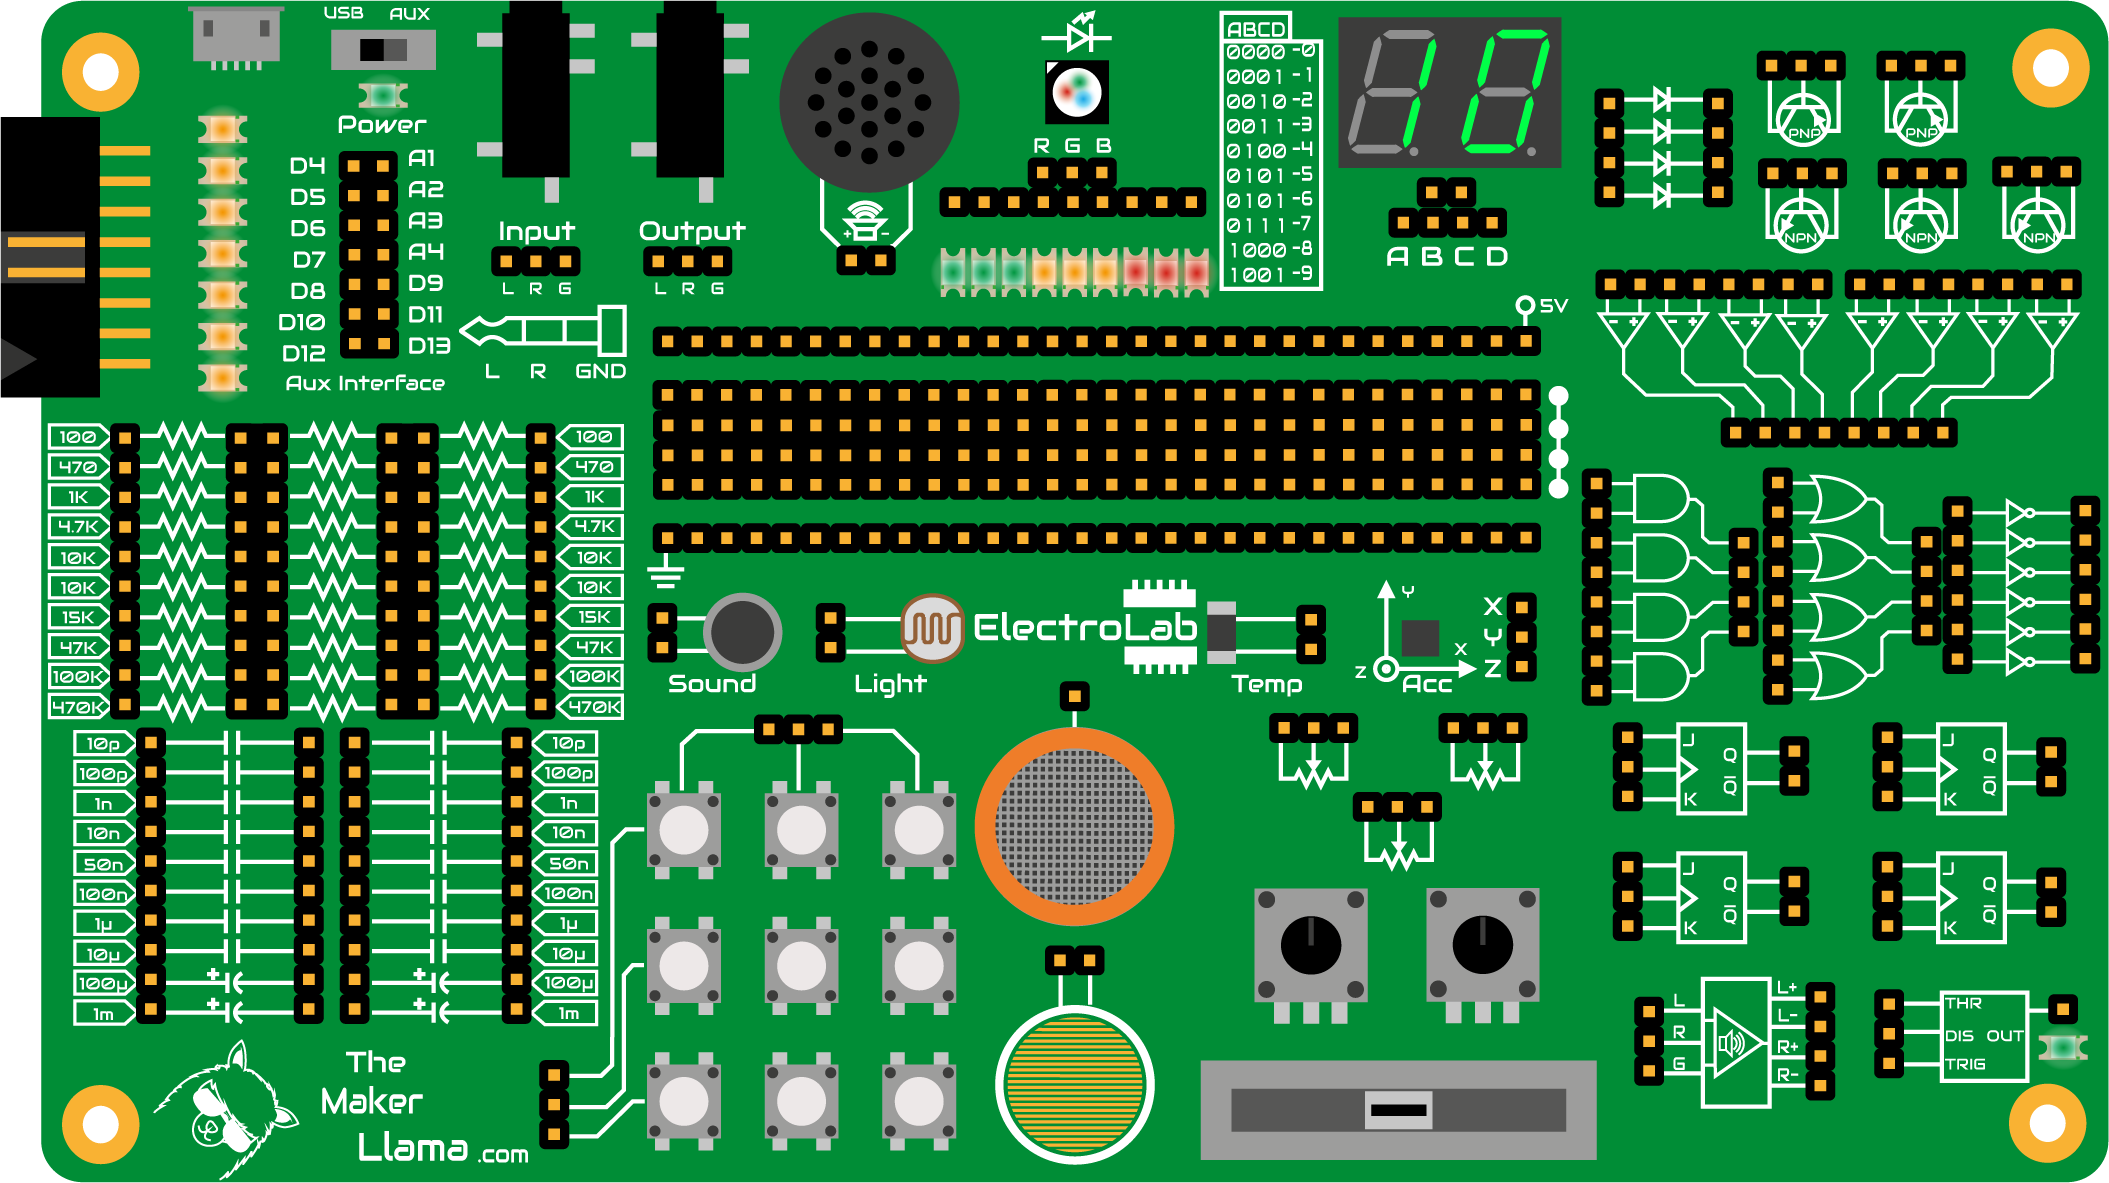 USB AUX
Power
D4 A1
D5 A2
D6 A3
D7 A4
D8 D9
D10 D11
D12 D13
Aux Interface
Input
L R G
Output
L R G
L R GND
+ -
R G B
ABCD
0000 -0
0001 -1
0010 -2
0011 -3
0100 -4
0101 -5
0101 -6
0111 -7
1000 -8
1001 -9
A B C D
PNP PNP
NPN NPN NPN
5V
- + - + - + - + - + - + - + - +
100 100
470 470
1K 1K
4.7K 4.7K
10K 10K
10K 10K
15K 15K
47K 47K
100K 100K
470K 470K
10p 10p
100p 100p
1n 1n
10n 10n
50n 50n
100n 100n
1µ 1µ
10µ 10µ
100µ + + 100µ
1m + + 1m
Sound
Light
ElectroLab
Temp
Y
X
Z
Acc
X
Y
Z
J Q
K Q
J Q
K Q
J Q
K Q
J Q
K Q
L L+
L-
R R+
G R-
THR
DIS OUT
TRIG
The
Maker
Llama .com